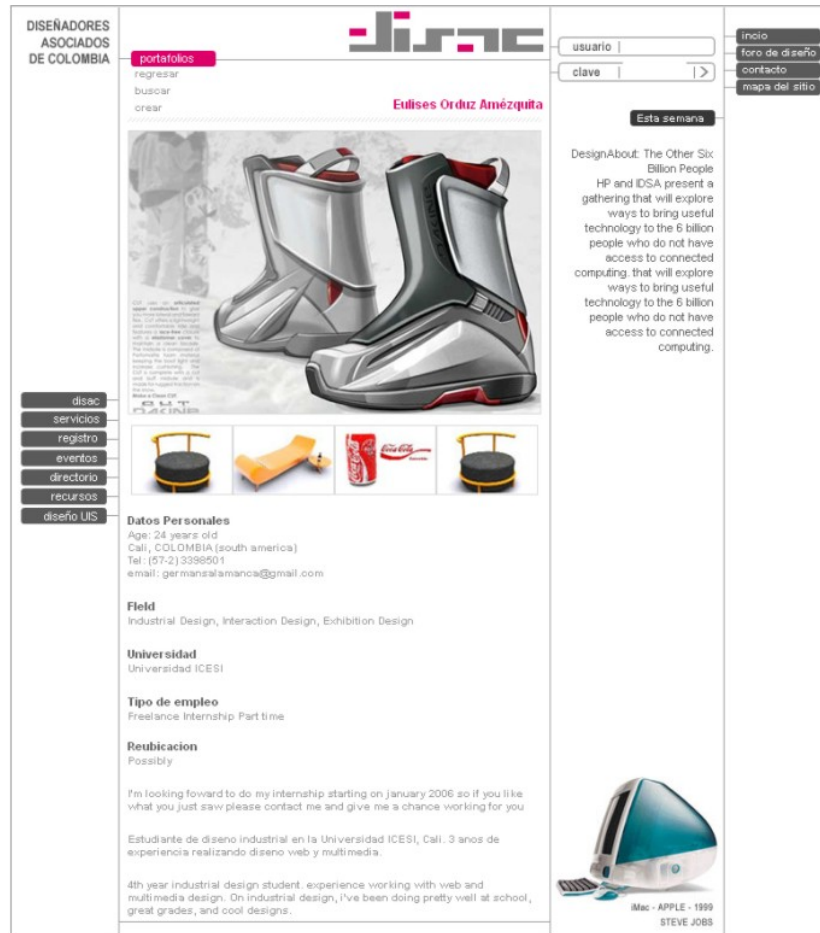 DISEÑADORES
ASOCIADOS
DE COLOMBIA
disac
portafolios
regresar
buscar
crear
Eulises Orduz Amézquita
usuario
clave
incio
foro de diseño
contacto
mapa del sitio
Esta semana
DesignAbout: The Other Six
Billion People
HP and IDSA present a
gathering that will explore
ways to bring useful
technology to the 6 billion
people who do not have
access to connected
computing. that will explore
ways to bring useful
technology to the 6 billion
people who do not have
access to connected
computing.
DAKINE
disac
servicios
registro
eventos
directorio
recursos
diseño UIS
Coca-Cola
Coca-Cola
Datos Personales
Age: 24 years old
Cali, COLOMBIA (south america)
Tel: (57-2) 3398501
email: germansalamanca@gmail.com
Field
Industrial Design, Interaction Design, Exhibition Design
Universidad
Universidad ICESI
Tipo de empleo
Freelance Internship Part time
Reubicacion
Possibly
I'm looking foward to do my internship starting on january 2006 so if you like
what you just saw please contact me and give me a chance working for you
Estudiante de diseno industrial en la Universidad ICESI, Cali. 3 anos de
experiencia realizando diseno web y multimedia.
4th year industrial design student. experience working with web and
multimedia design. On industrial design, i've been doing pretty well at school,
great grades, and cool designs.
iMac - APPLE - 1999
STEVE JOBS